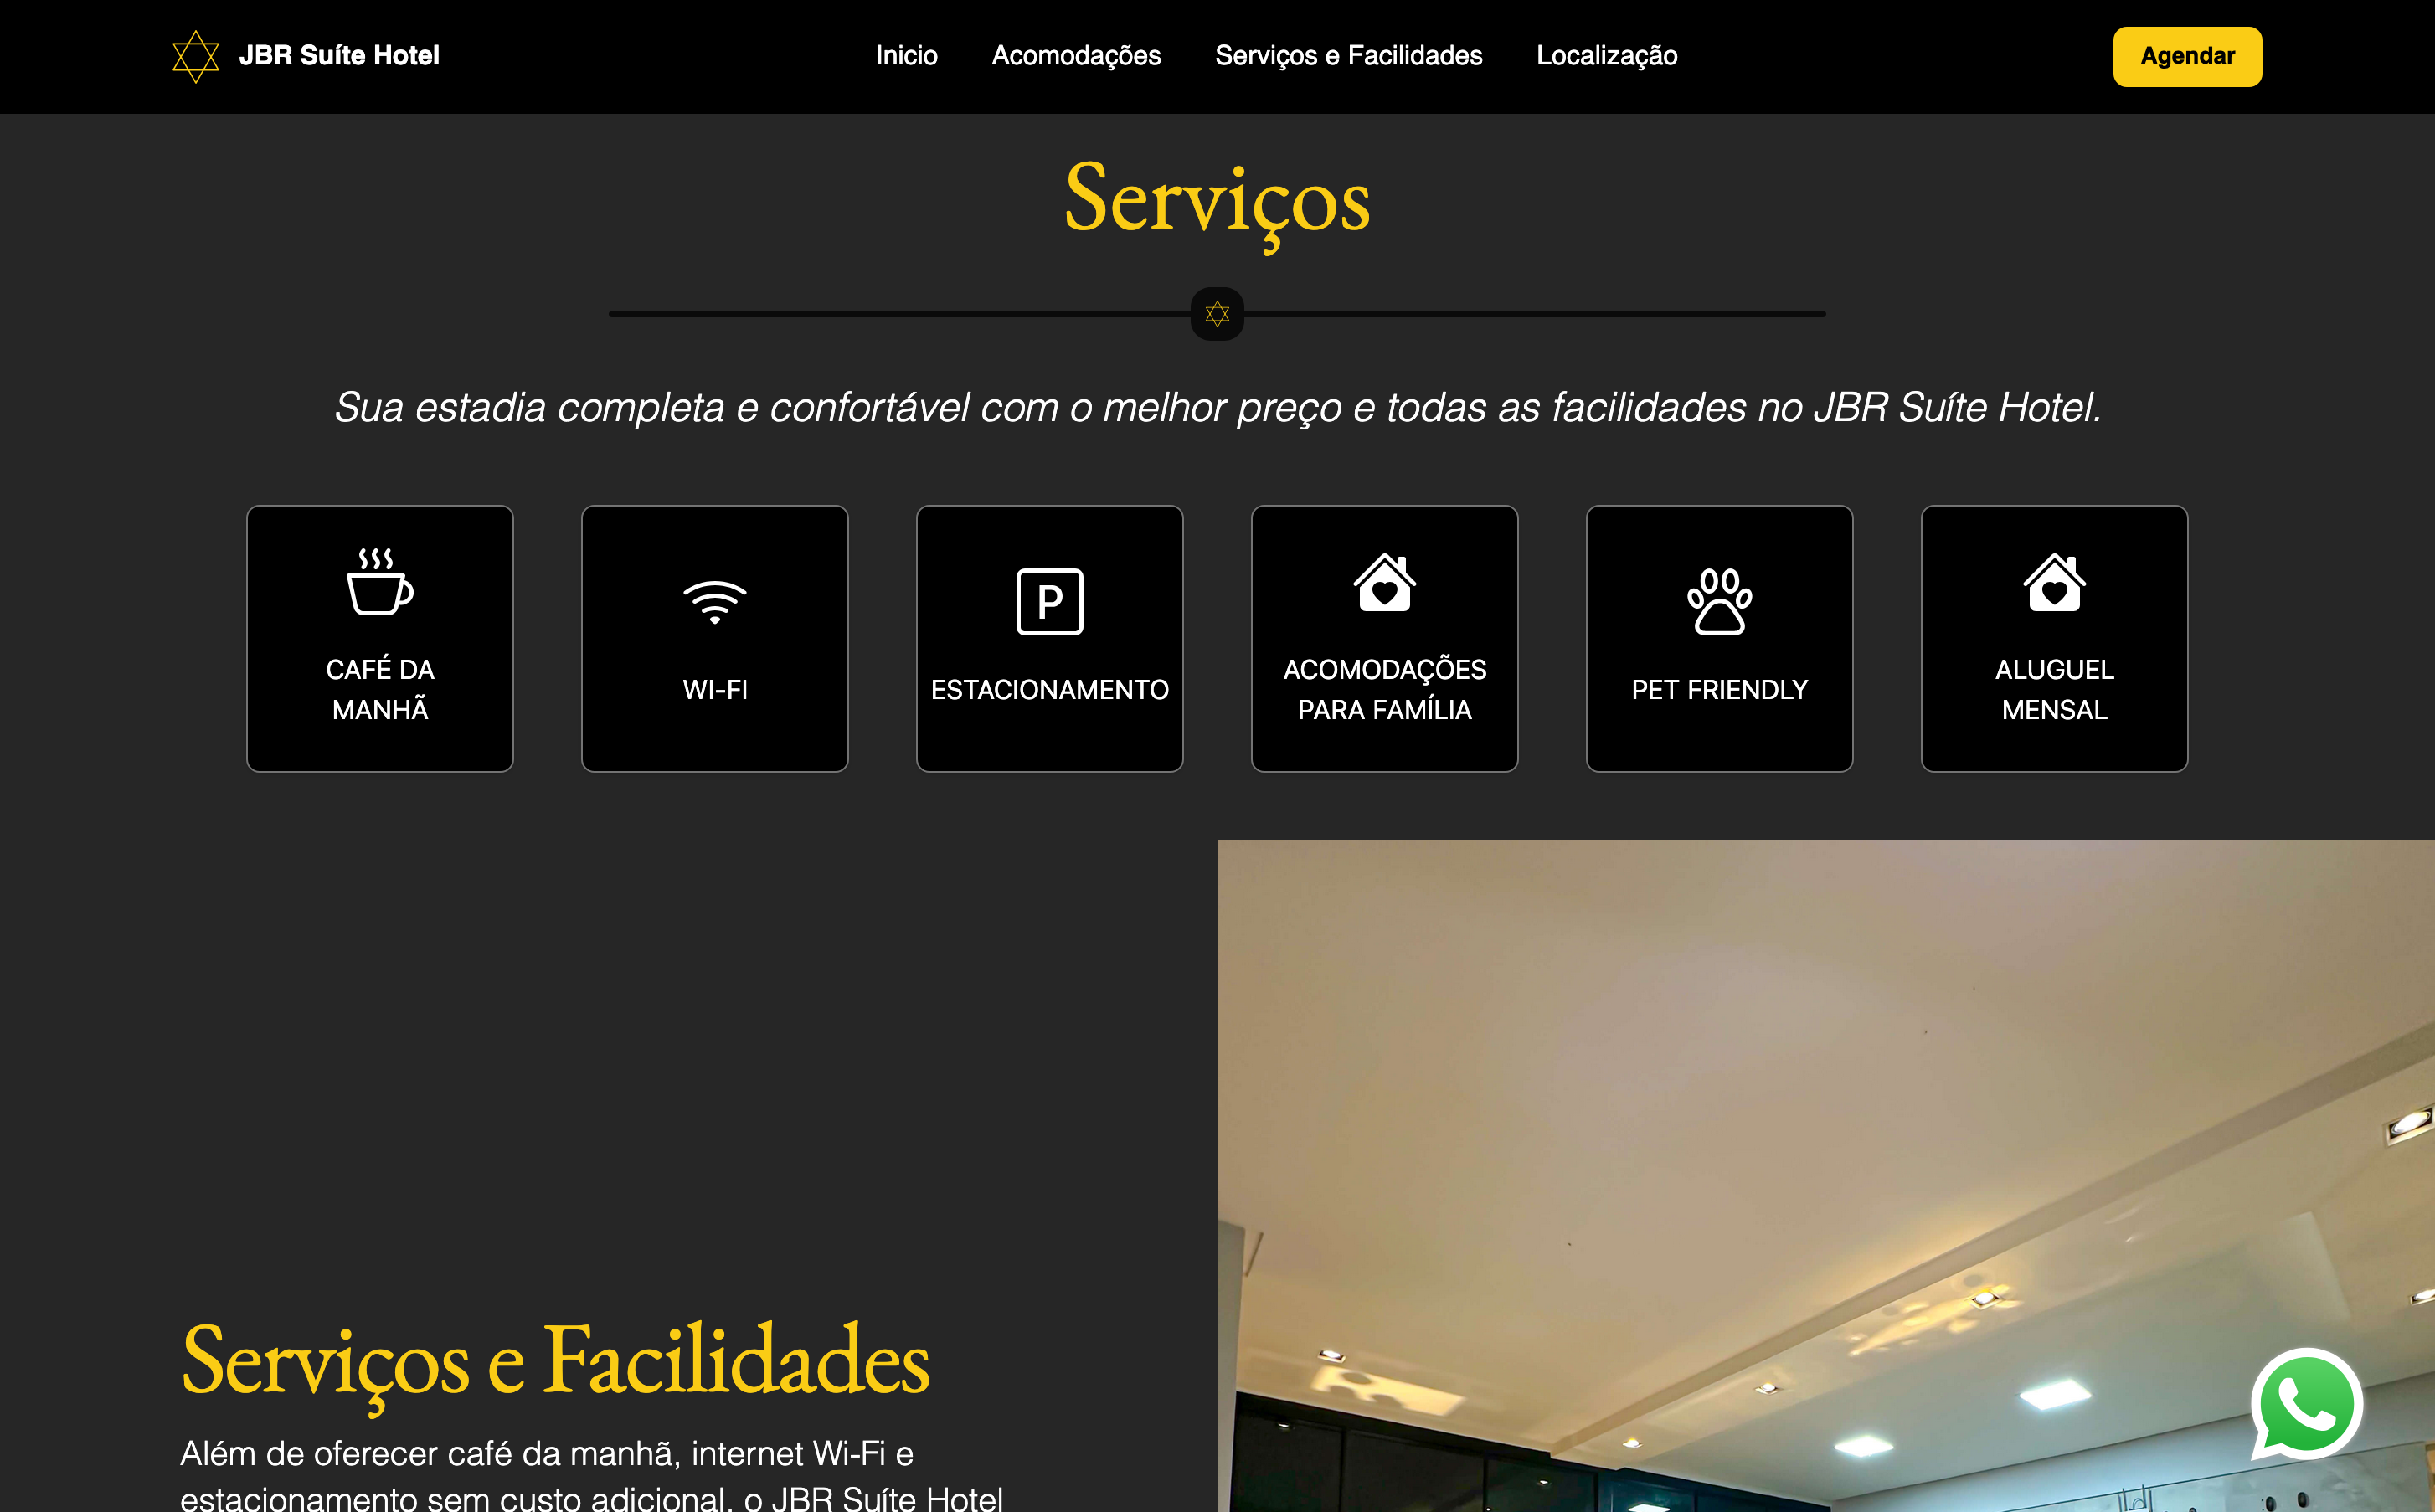 JBR Suíte Hotel
Inicio
Acomodações
Serviços e Facilidades
Localização
Agendar
Serviços
Sua estadia completa e confortável com o melhor preço e todas as facilidades no JBR Suíte Hotel.
CAFÉ DA
MANHÃ
WI-FI
P
ESTACIONAMENTO
ACOMODAÇÕES
PARA FAMÍLIA
PET FRIENDLY
ALUGUEL
MENSAL
Serviços e Facilidades
Além de oferecer café da manhã, internet Wi-Fi e
estacionamento sem custo adicional, o JBR Suíte Hotel